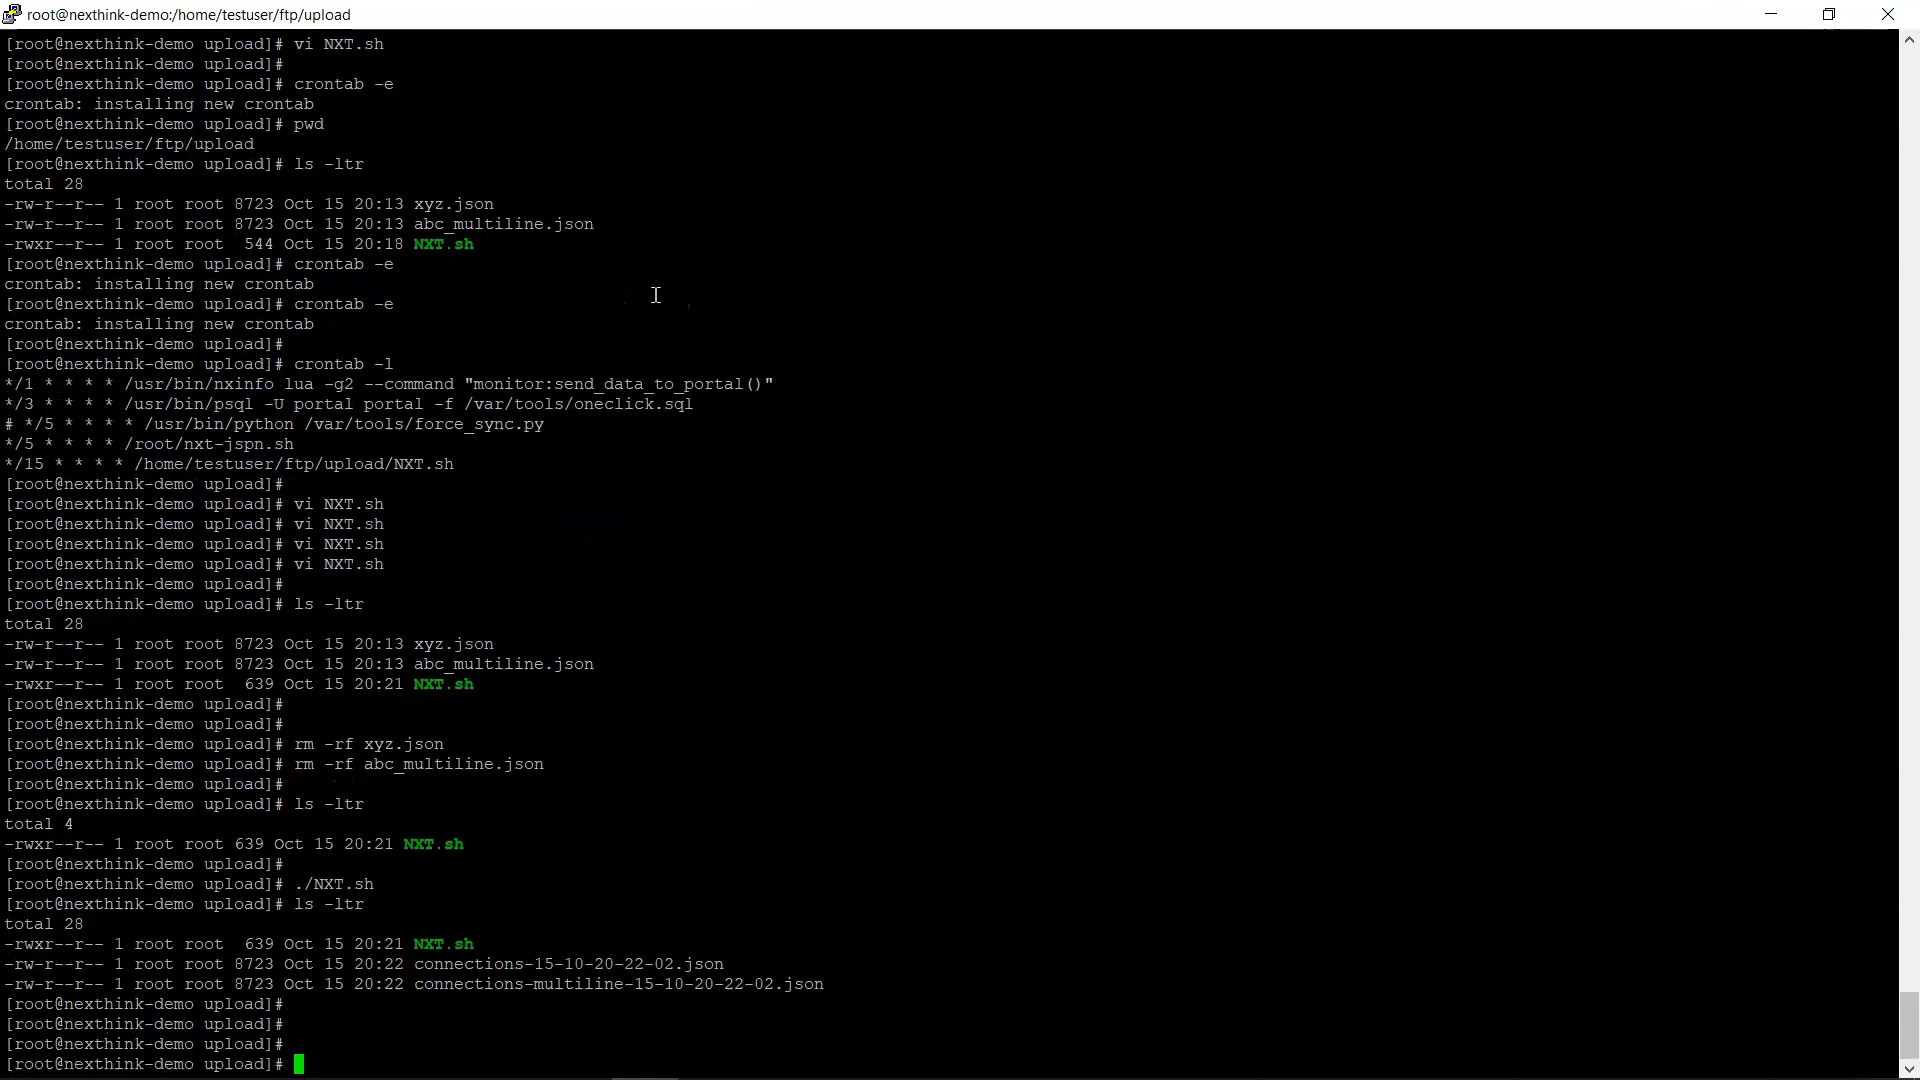 root@nexthink-demo:/home/testuser/ftp/upload
[root@nexthink-demo upload]# vi NXT.sh
[root@nexthink-demo upload]#
[root@nexthink-demo upload]# crontab -e
crontab: installing new crontab
[root@nexthink-demo upload]# pwd
/home/testuser/ftp/upload
[root@nexthink-demo upload]# ls -ltr
total 28
-rw-r--r-- 1 root root 8723 Oct 15 20:13 xyz.json
-rw-r--r-- 1 root root 8723 Oct 15 20:13 abc_multiline.json
-rwxr--r-- 1 root root  544 Oct 15 20:18 NXT.sh
[root@nexthink-demo upload]# crontab -e
crontab: installing new crontab
[root@nexthink-demo upload]# crontab -e
crontab: installing new crontab
[root@nexthink-demo upload]#
[root@nexthink-demo upload]# crontab -l
*/1 * * * * /usr/bin/nxinfo lua -g2 --command "monitor:send_data_to_portal()"
*/3 * * * * /usr/bin/psql -U portal portal -f /var/tools/oneclick.sql
# */5 * * * * /usr/bin/python /var/tools/force_sync.py
*/5 * * * * /root/nxt-jspn.sh
*/15 * * * * /home/testuser/ftp/upload/NXT.sh
[root@nexthink-demo upload]#
[root@nexthink-demo upload]# vi NXT.sh
[root@nexthink-demo upload]# vi NXT.sh
[root@nexthink-demo upload]# vi NXT.sh
[root@nexthink-demo upload]# vi NXT.sh
[root@nexthink-demo upload]#
[root@nexthink-demo upload]# ls -ltr
total 28
-rw-r--r-- 1 root root 8723 Oct 15 20:13 xyz.json
-rw-r--r-- 1 root root 8723 Oct 15 20:13 abc_multiline.json
-rwxr--r-- 1 root root  639 Oct 15 20:21 NXT.sh
[root@nexthink-demo upload]#
[root@nexthink-demo upload]#
[root@nexthink-demo upload]# rm -rf xyz.json
[root@nexthink-demo upload]# rm -rf abc_multiline.json
[root@nexthink-demo upload]#
[root@nexthink-demo upload]# ls -ltr
total 4
-rwxr--r-- 1 root root 639 Oct 15 20:21 NXT.sh
[root@nexthink-demo upload]#
[root@nexthink-demo upload]# ./NXT.sh
[root@nexthink-demo upload]# ls -ltr
total 28
-rwxr--r-- 1 root root  639 Oct 15 20:21 NXT.sh
-rw-r--r-- 1 root root 8723 Oct 15 20:22 connections-15-10-20-22-02.json
-rw-r--r-- 1 root root 8723 Oct 15 20:22 connections-multiline-15-10-20-22-02.json
[root@nexthink-demo upload]#
[root@nexthink-demo upload]#
[root@nexthink-demo upload]#
[root@nexthink-demo upload]#